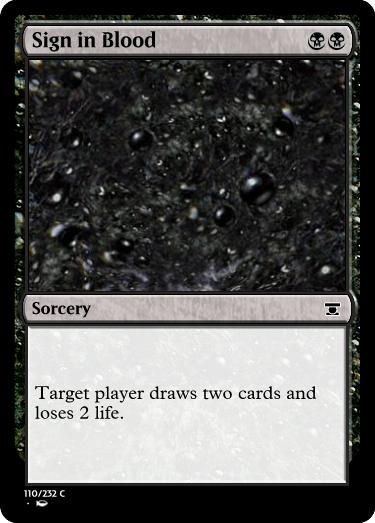 Sign in Blood
Sorcery
Target player draws two cards and
loses 2 life.
110/232 C